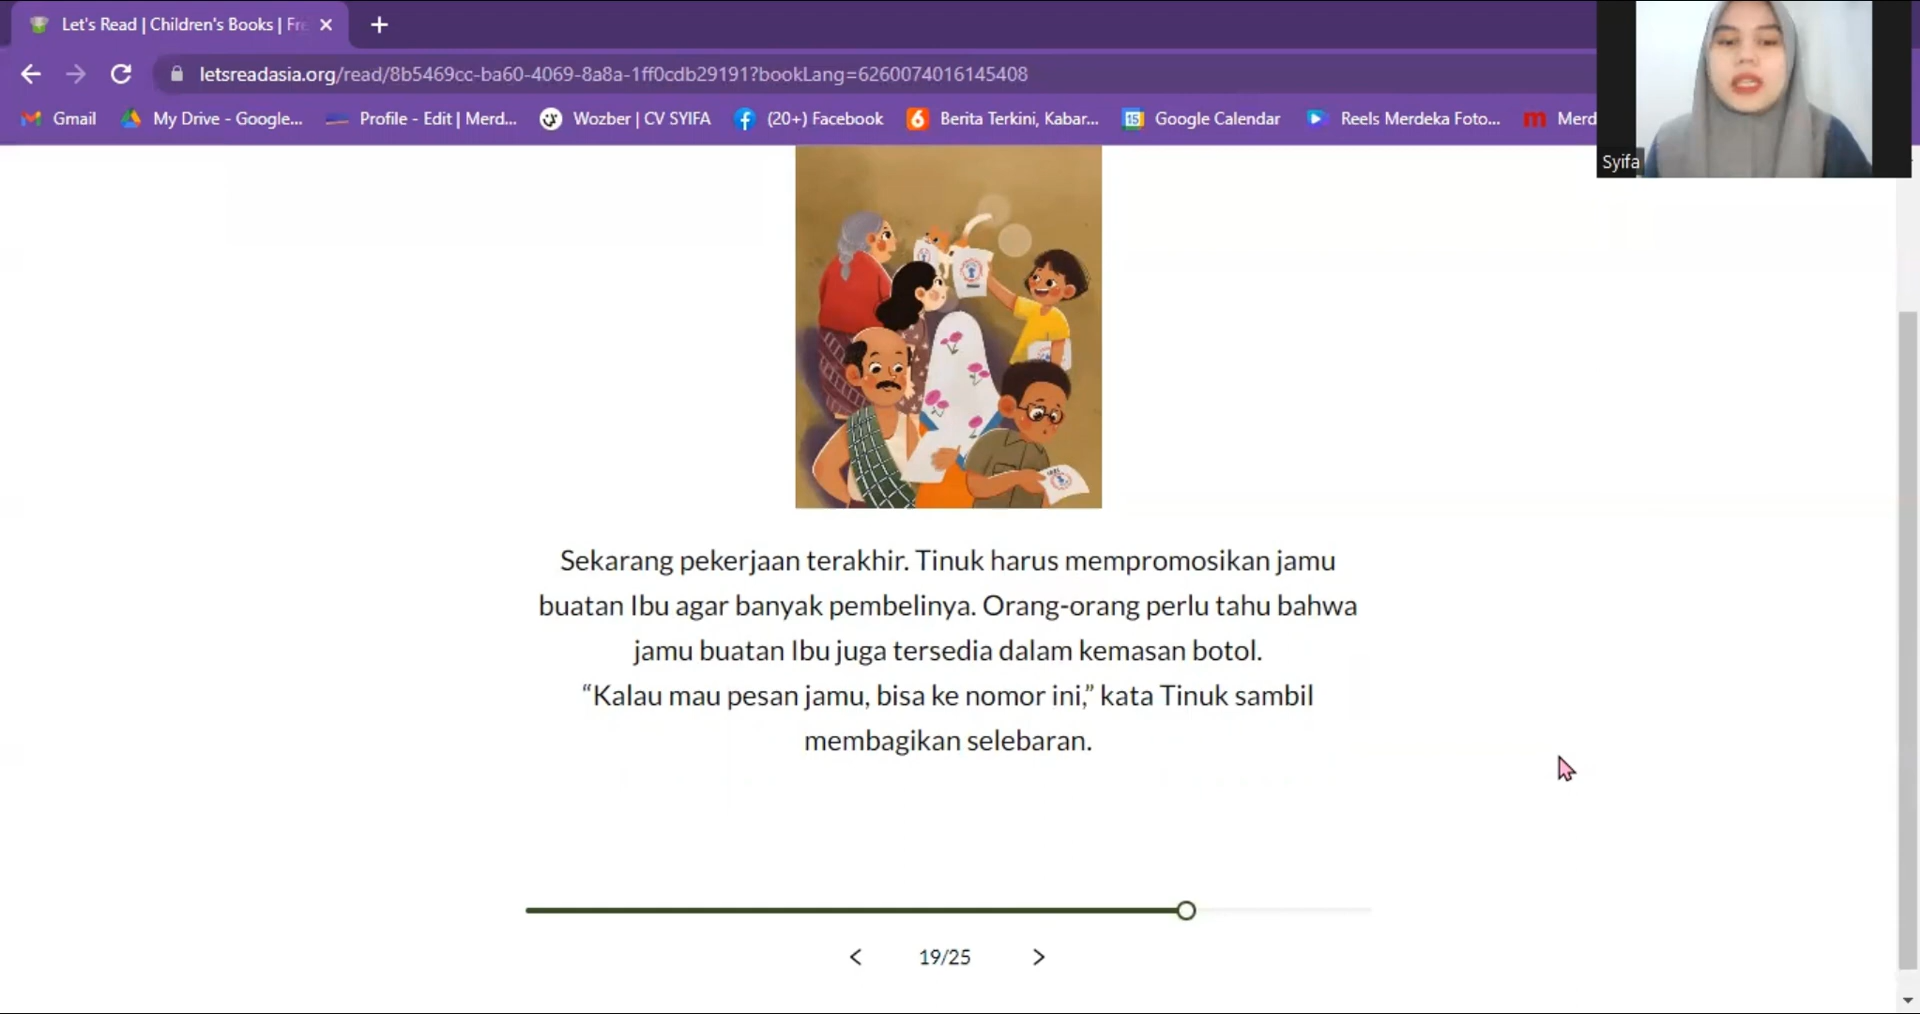 Let's Read | Children's Books | Fre
letsreadasia.org/read/8b5469cc-ba60-4069-8a8a-1ff0cdb29191?bookLang=6260074016145408
Gmail My Drive - Google... Profile - Edit | Merd... Wozber | CV SYIFA (20+) Facebook Berita Terkini, Kabar... Google Calendar Reels Merdeka Foto... Merd
Syifa
Sekarang pekerjaan terakhir. Tinuk harus mempromosikan jamu
buatan Ibu agar banyak pembelinya. Orang-orang perlu tahu bahwa
jamu buatan Ibu juga tersedia dalam kemasan botol.
“Kalau mau pesan jamu, bisa ke nomor ini,” kata Tinuk sambil
membagikan selebaran.
19/25